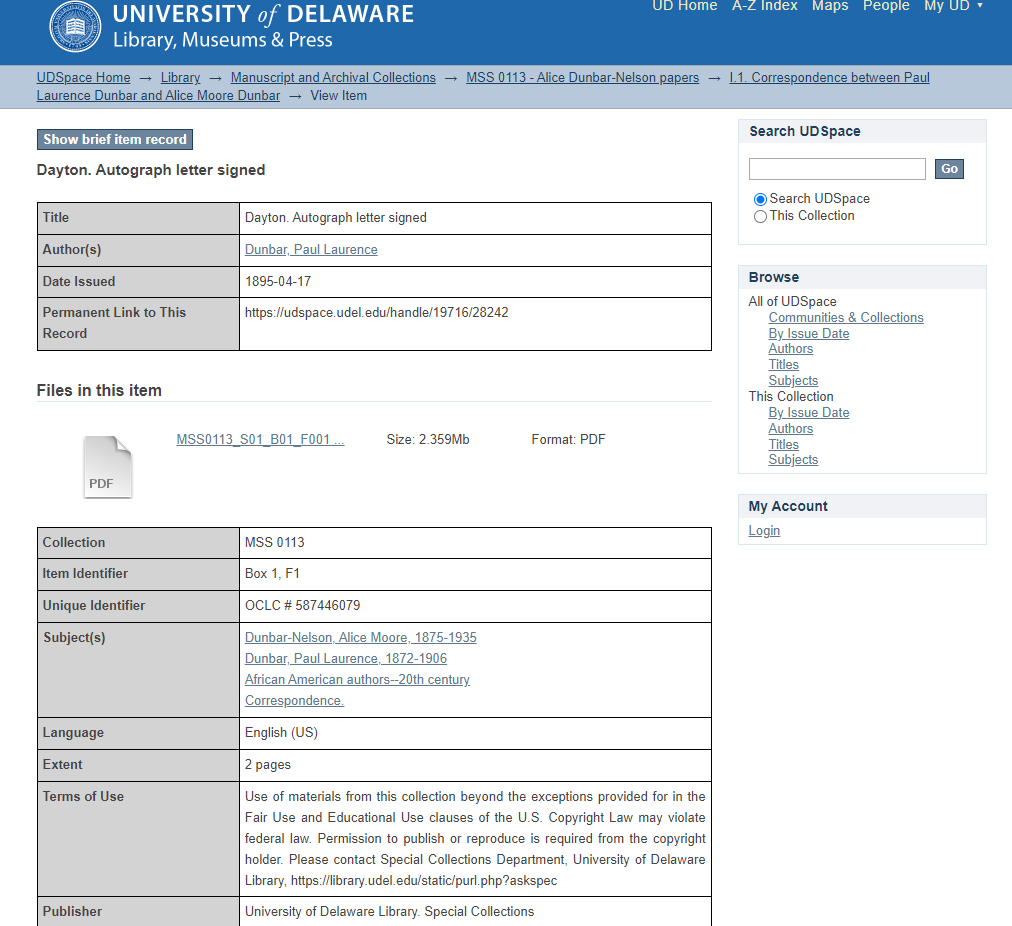 UNIVERSITY of DELAWARE
Library, Museums & Press
UD Home A-Z Index Maps People My UD ▾
UDSpace Home → Library → Manuscript and Archival Collections → MSS 0113 - Alice Dunbar-Nelson papers → I.1. Correspondence between Paul
Laurence Dunbar and Alice Moore Dunbar → View Item
Show brief item record
Dayton. Autograph letter signed
Title Dayton. Autograph letter signed
Author(s) Dunbar, Paul Laurence
Date Issued 1895-04-17
Permanent Link to This
Record
https://udspace.udel.edu/handle/19716/28242
Files in this item
PDF
MSS0113_S01_B01_F001 ... Size: 2.359Mb Format: PDF
Collection MSS 0113
Item Identifier Box 1, F1
Unique Identifier OCLC # 587446079
Subject(s) Dunbar-Nelson, Alice Moore, 1875-1935
Dunbar, Paul Laurence, 1872-1906
African American authors--20th century
Correspondence.
Language English (US)
Extent 2 pages
Terms of Use Use of materials from this collection beyond the exceptions provided for in the
Fair Use and Educational Use clauses of the U.S. Copyright Law may violate
federal law. Permission to publish or reproduce is required from the copyright
holder. Please contact Special Collections Department, University of Delaware
Library, https://library.udel.edu/static/purl.php?askspec
Publisher University of Delaware Library. Special Collections
Search UDSpace
Go
Search UDSpace
This Collection
Browse
All of UDSpace
Communities & Collections
By Issue Date
Authors
Titles
Subjects
This Collection
By Issue Date
Authors
Titles
Subjects
My Account
Login